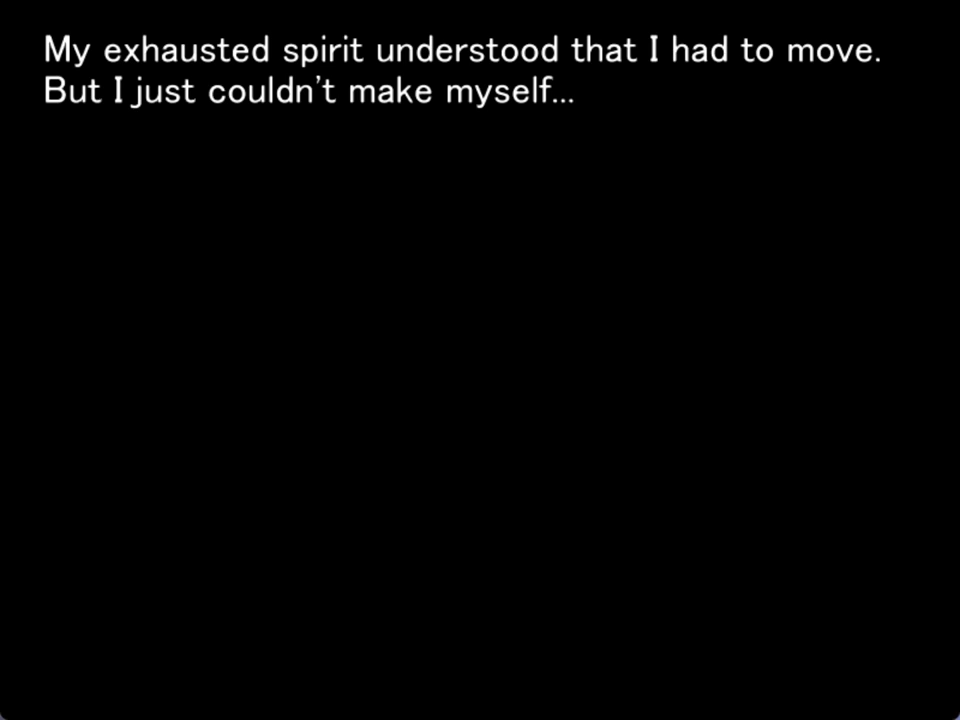 My exhausted spirit understood that I had to move.
But I just couldn't make myself...